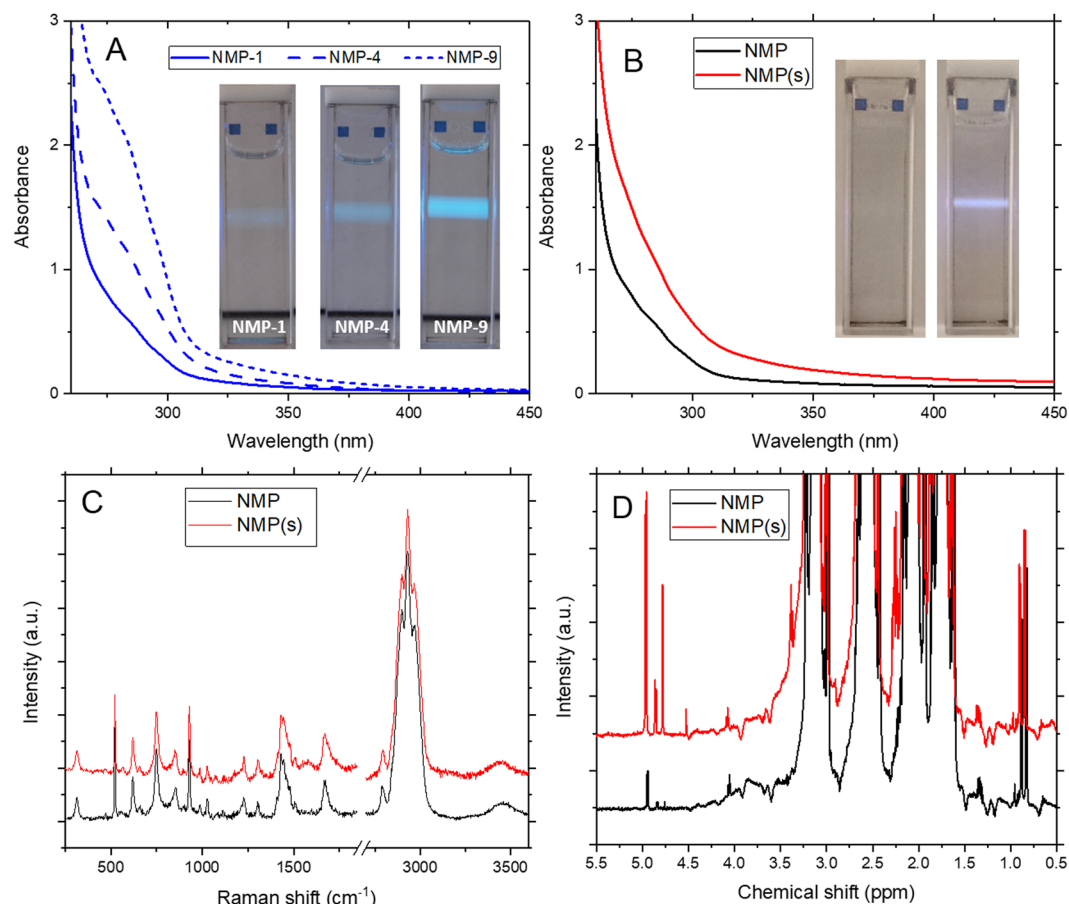 A
NMP-1 NMP-4 NMP-9
3
2
1
0
Absorbance
NMP-1
NMP-4
NMP-9
300 350 400 450
Wavelength (nm)
B
NMP
NMP(s)
3
2
1
0
Absorbance
300 350 400 450
Wavelength (nm)
C
NMP
NMP(s)
Intensity (a.u.)
500 1000 1500 3000 3500
Raman shift (cm⁻¹)
D
NMP
NMP(s)
Intensity (a.u.)
5.5 5.0 4.5 4.0 3.5 3.0 2.5 2.0 1.5 1.0 0.5
Chemical shift (ppm)